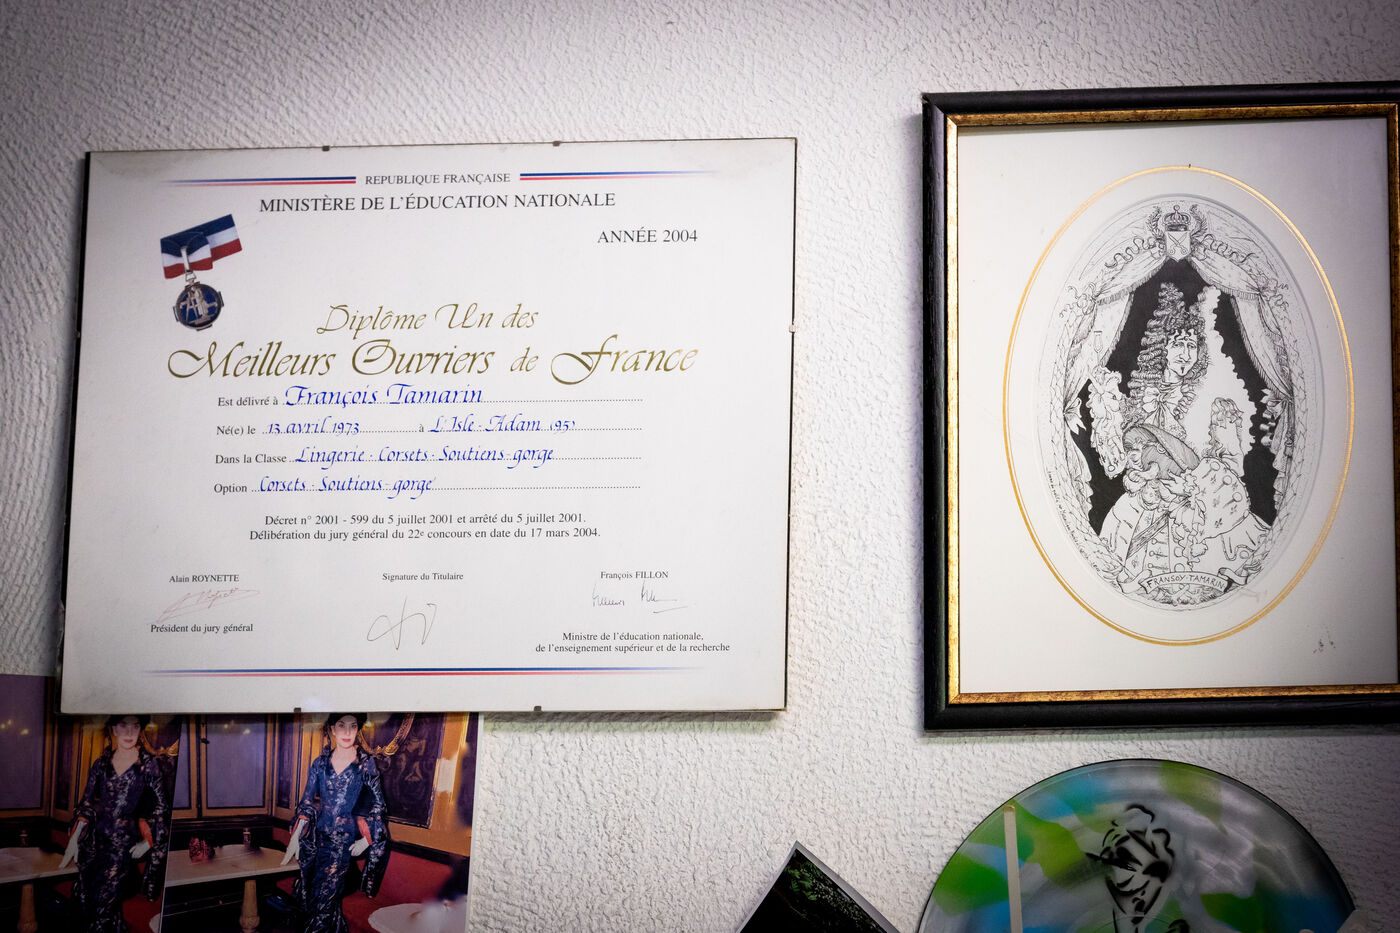 REPUBLIQUE FRANÇAISE
MINISTÈRE DE L'ÉDUCATION NATIONALE
ANNÉE 2004
Diplôme Un des
Meilleurs Ouvriers de France
Est délivré à François Tamarin
Né(e) le 13 avril 1973 à L'Isle-Adam (95)
Dans la Classe Lingerie - Corsets - Soutiens-gorge
Option Corsets - Soutiens-gorge
Décret n° 2001 - 599 du 5 juillet 2001 et arrêté du 5 juillet 2001.
Délibération du jury général du 22e concours en date du 17 mars 2004.
Alain ROYNETTE
Signature du Titulaire
François FILLON
Président du jury général
Ministre de l'éducation nationale,
de l'enseignement supérieur et de la recherche
FRANSOY-TAMARIN